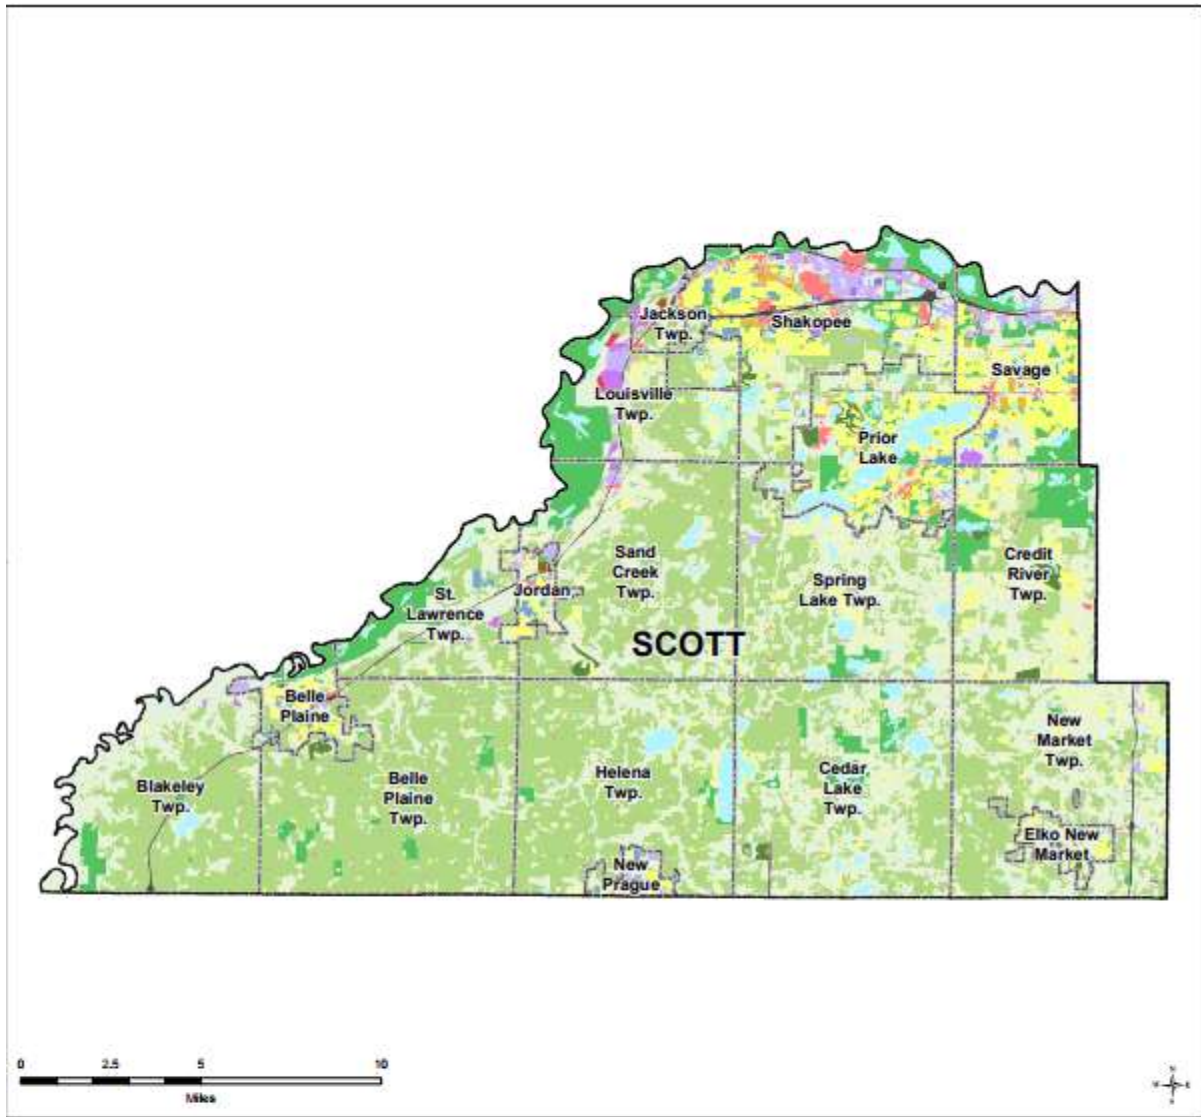 Jackson
Twp.
Shakopee
Savage
Louisville
Twp.
Prior
Lake
Sand
Creek
Twp.
Credit
River
Twp.
Spring
Lake Twp.
Jordan
St.
Lawrence
Twp.
SCOTT
Belle
Plaine
New
Market
Twp.
Blakeley
Twp.
Belle
Plaine
Twp.
Helena
Twp.
Cedar
Lake
Twp.
Elko New
Market
New
Prague
0 2.5 5 10
Miles